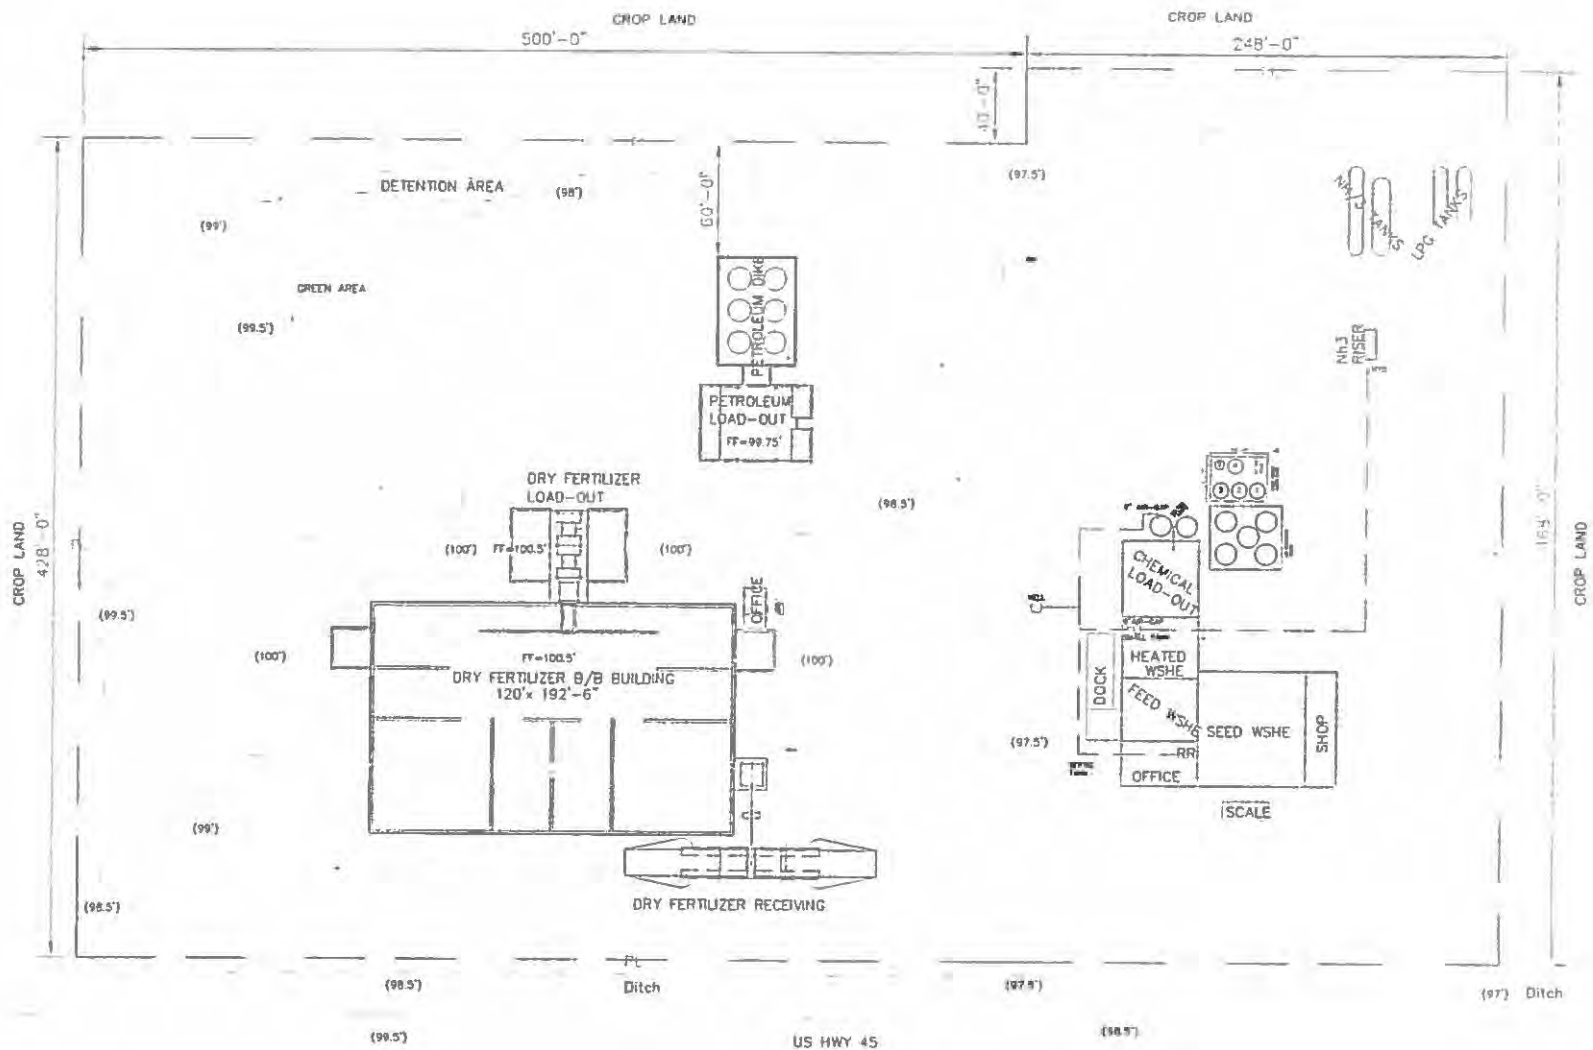 CROP LAND
CROP LAND
500'-0"
248'-0"
40'-0"
DETENTION AREA
(98')
(97.5')
60'-0"
(99')
TANKS
LPG TANKS
GREEN AREA
(99.5')
PETROLEUM DIKE
Nh3
RISER
PETROLEUM
LOAD-OUT
FF=99.75'
DRY FERTILIZER
LOAD-OUT
(98.5')
CROP LAND
428'-0"
(100')
FF=100.5'
(100')
CHEMICAL
LOAD-OUT
CROP LAND
OFFICE
(99.5')
(100')
FF=100.5'
(100')
DRY FERTILIZER B/B BUILDING
120'x 192'-6"
DOCK
HEATED
WSHE
FEED WSHE
SEED WSHE
SHOP
(97.5')
RR
OFFICE
SCALE
(99')
(98.5')
DRY FERTILIZER RECEIVING
PL
(98.5')
Ditch
(97.5')
(97') Ditch
(99.5')
US HWY 45
(98.5')